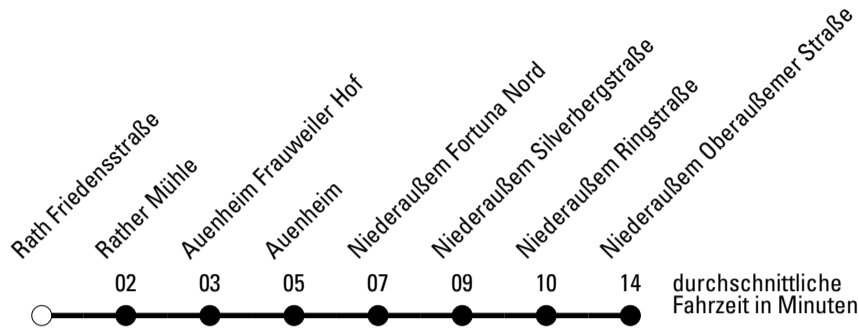 Rath Friedensstraße
Rather Mühle
Auenheim Frauweiler Hof
Auenheim
Niederaußem Fortuna Nord
Niederaußem Silverbergstraße
Niederaußem Ringstraße
Niederaußem Oberaußemer Straße
02 03 05 07 09 10 14 durchschnittliche
Fahrzeit in Minuten